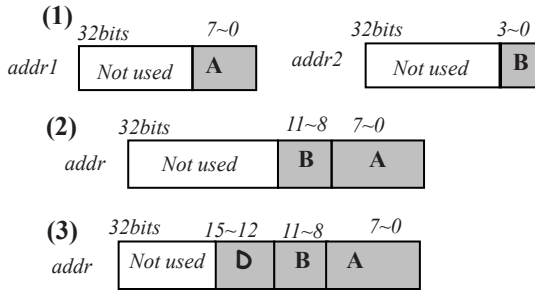 (1)
32bits 7~0 32bits 3~0
addr1 Not used A addr2 Not used B
(2)
32bits 11~8 7~0
addr Not used B A
(3)
32bits 15~12 11~8 7~0
addr Not used D B A